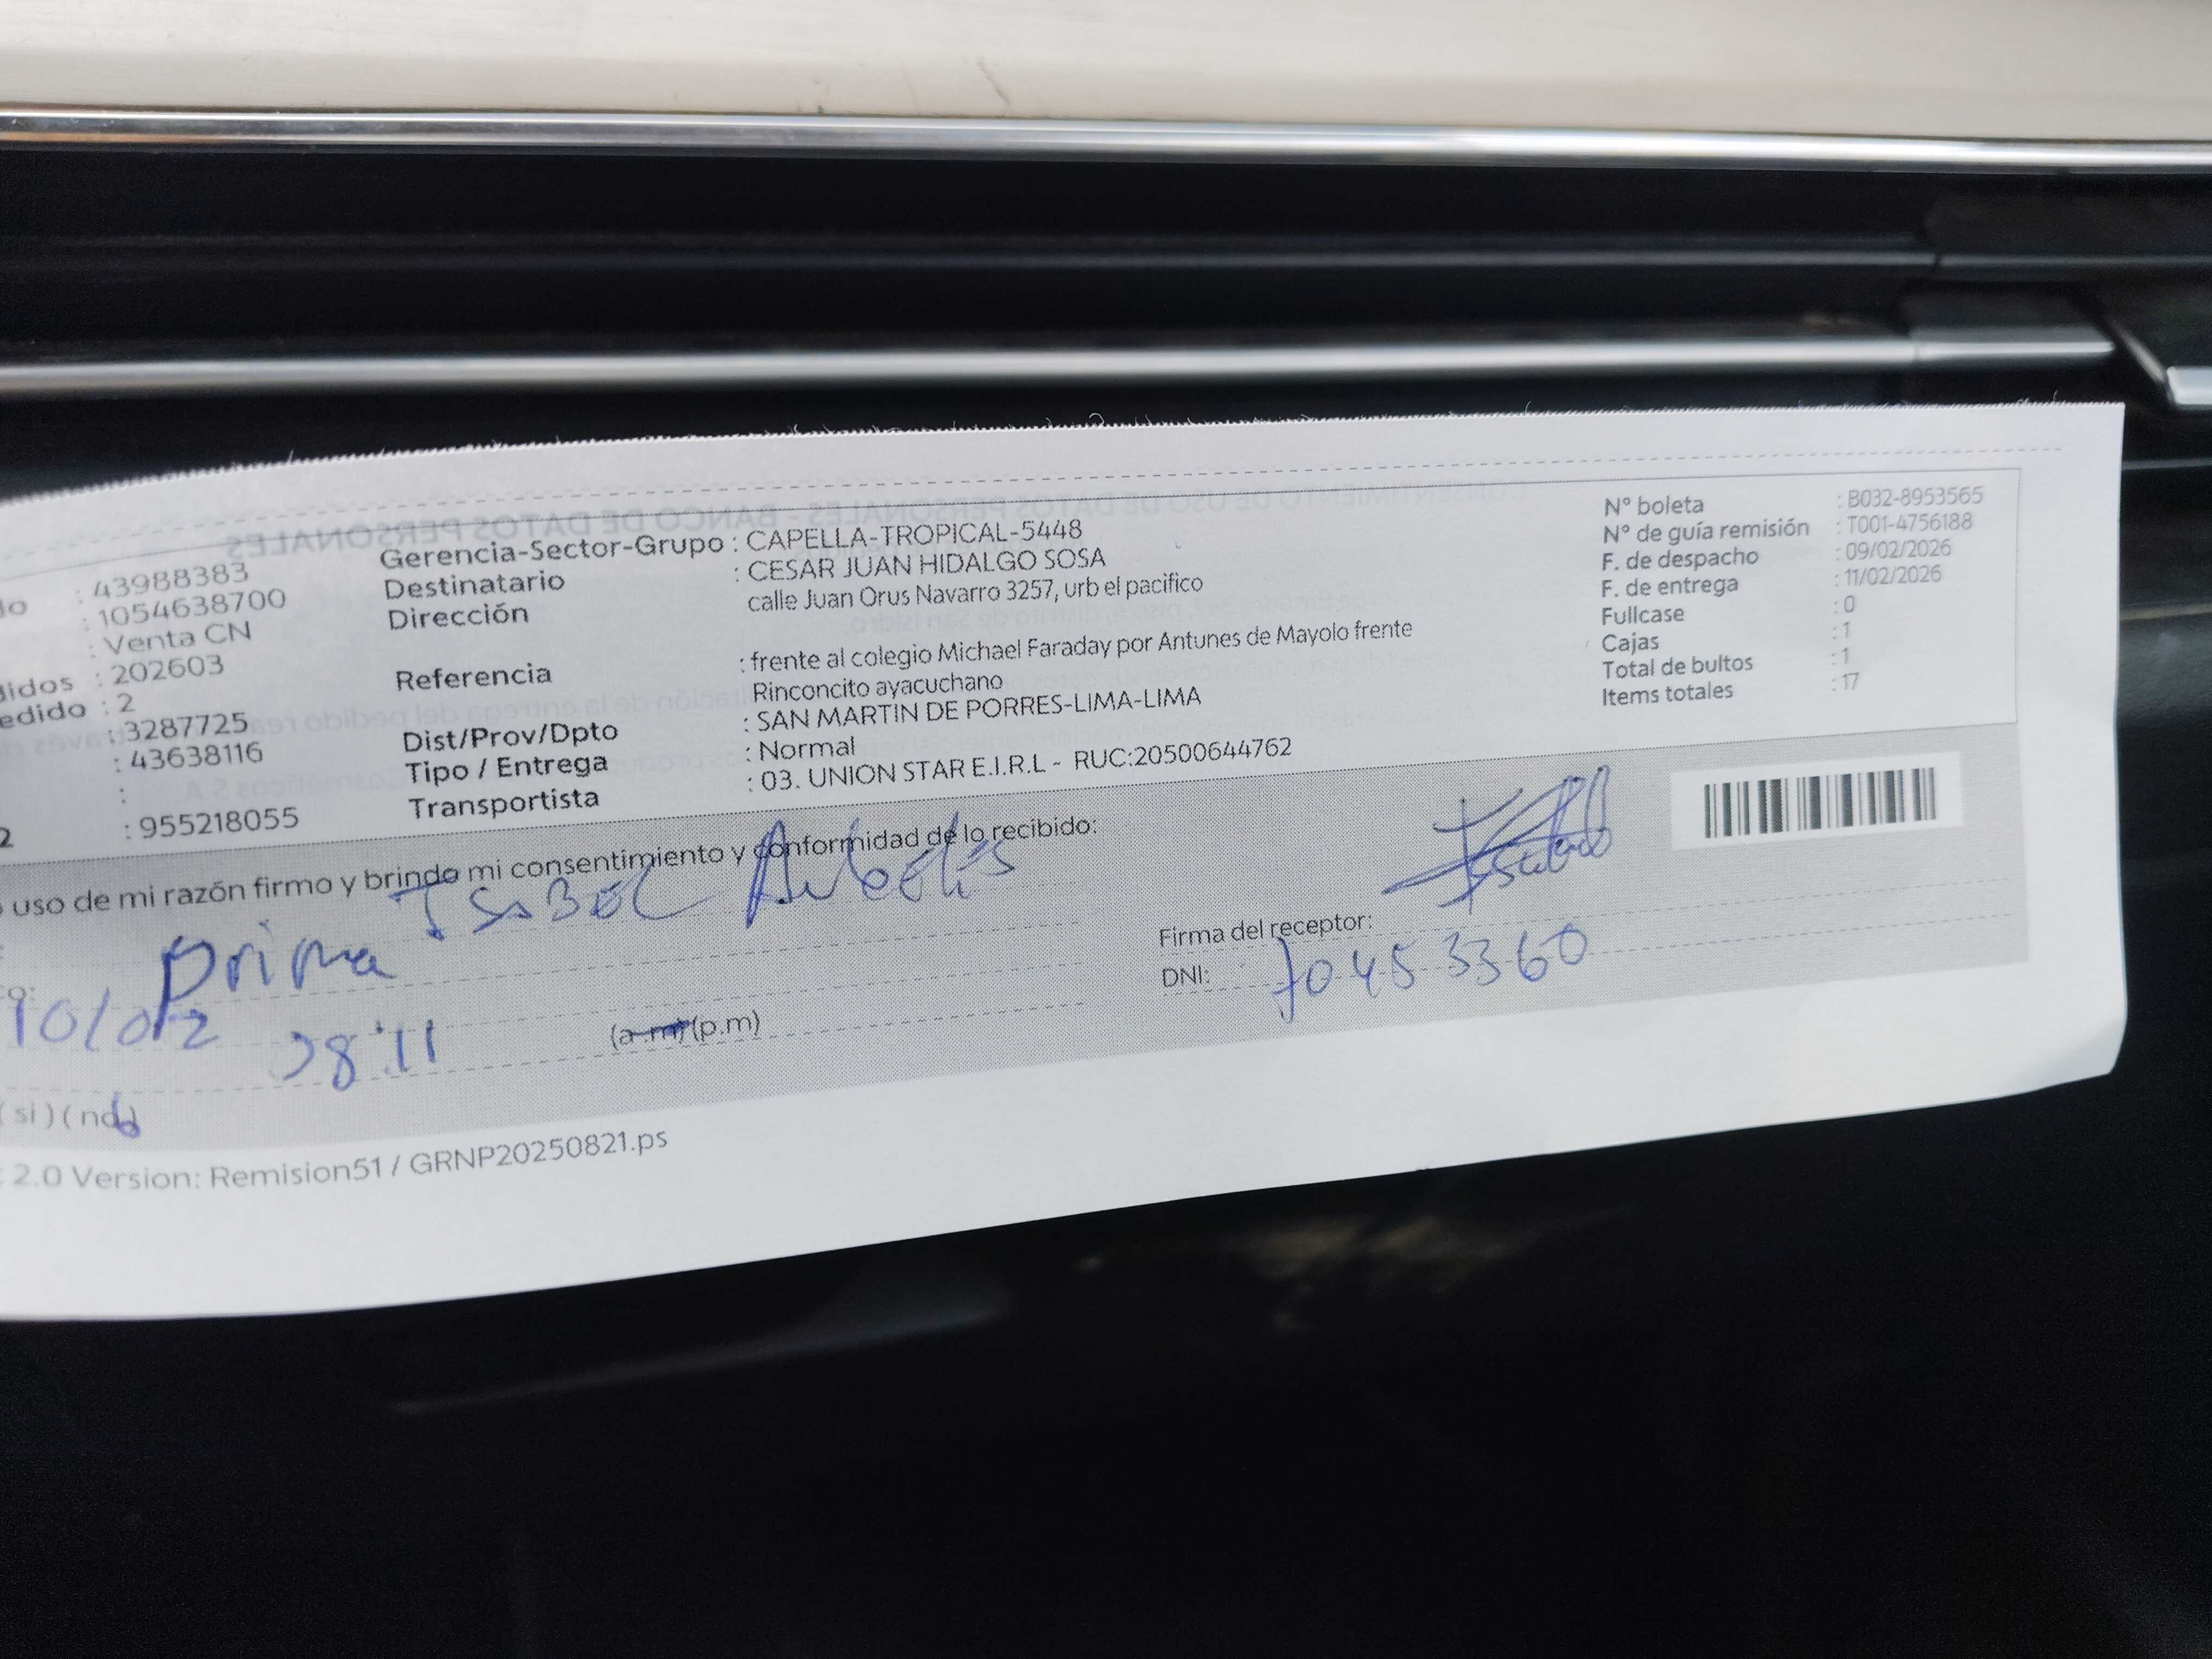 : 43988383
: 1054638700
: Venta CN
: 202603
edido : 2
: 3287725
: 43638116
:
2 : 955218055
Gerencia-Sector-Grupo : CAPELLA-TROPICAL-5448
Destinatario : CESAR JUAN HIDALGO SOSA
Dirección calle Juan Orus Navarro 3257, urb el pacifico
Referencia : frente al colegio Michael Faraday por Antunes de Mayolo frente
Rinconcito ayacuchano
Dist/Prov/Dpto : SAN MARTIN DE PORRES-LIMA-LIMA
Tipo / Entrega : Normal
Transportista : 03. UNION STAR E.I.R.L - RUC:20500644762
N° boleta : B032-8953565
N° de guía remisión : T001-4756188
F. de despacho : 09/02/2026
F. de entrega : 11/02/2026
Fullcase : 0
Cajas : 1
Total de bultos : 1
Items totales : 17
uso de mi razón firmo y brindo mi consentimiento y conformidad de lo recibido:
ISABEL
prima
Firma del receptor:
DNI: 70453360
10/02
(a.m) (p.m)
(si) (no)
2.0 Version: Remision51 / GRNP20250821.ps